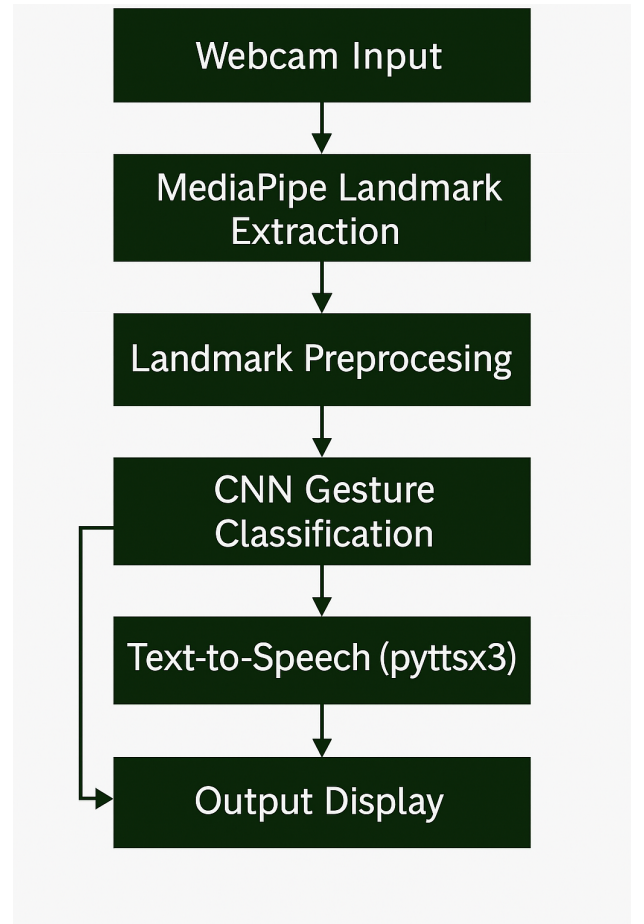 Webcam Input
MediaPipe Landmark
Extraction
Landmark Preprocesing
CNN Gesture
Classification
Text-to-Speech (pyttsx3)
Output Display